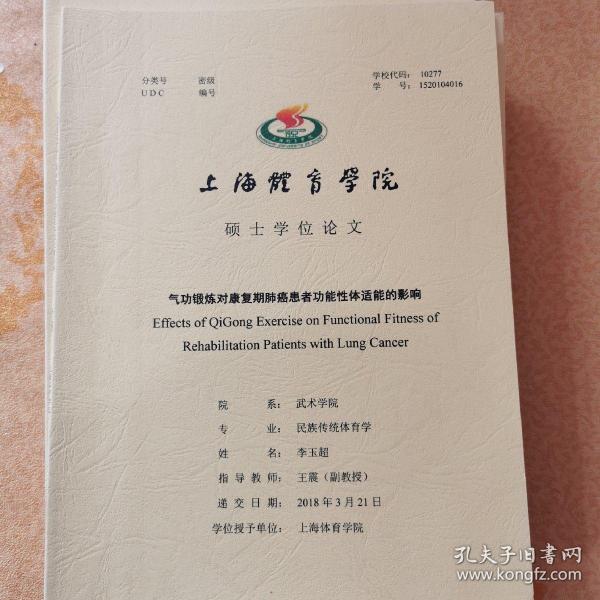 分类号 密级 学校代码： 10277
UDC 编号 学 号：1520104016
上海體育學院
硕士学位论文
气功锻炼对康复期肺癌患者功能性体适能的影响
Effects of QiGong Exercise on Functional Fitness of
Rehabilitation Patients with Lung Cancer
院 系： 武术学院
专 业： 民族传统体育学
姓 名： 李玉超
指导教师： 王震（副教授）
递交日期： 2018年3月21日
学位授予单位： 上海体育学院
孔夫子旧书网
www.kongfz.com